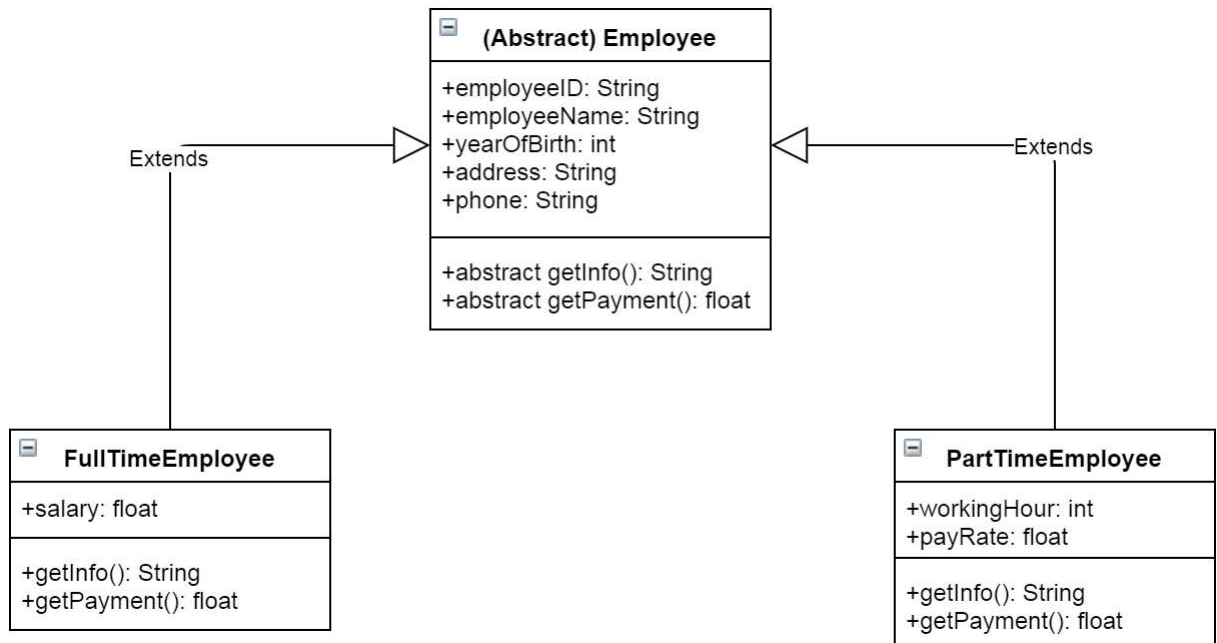 (Abstract) Employee
+employeeID: String
+employeeName: String
+yearOfBirth: int
+address: String
+phone: String
+abstract getInfo(): String
+abstract getPayment(): float
Extends
Extends
FullTimeEmployee
+salary: float
+getInfo(): String
+getPayment(): float
PartTimeEmployee
+workingHour: int
+payRate: float
+getInfo(): String
+getPayment(): float